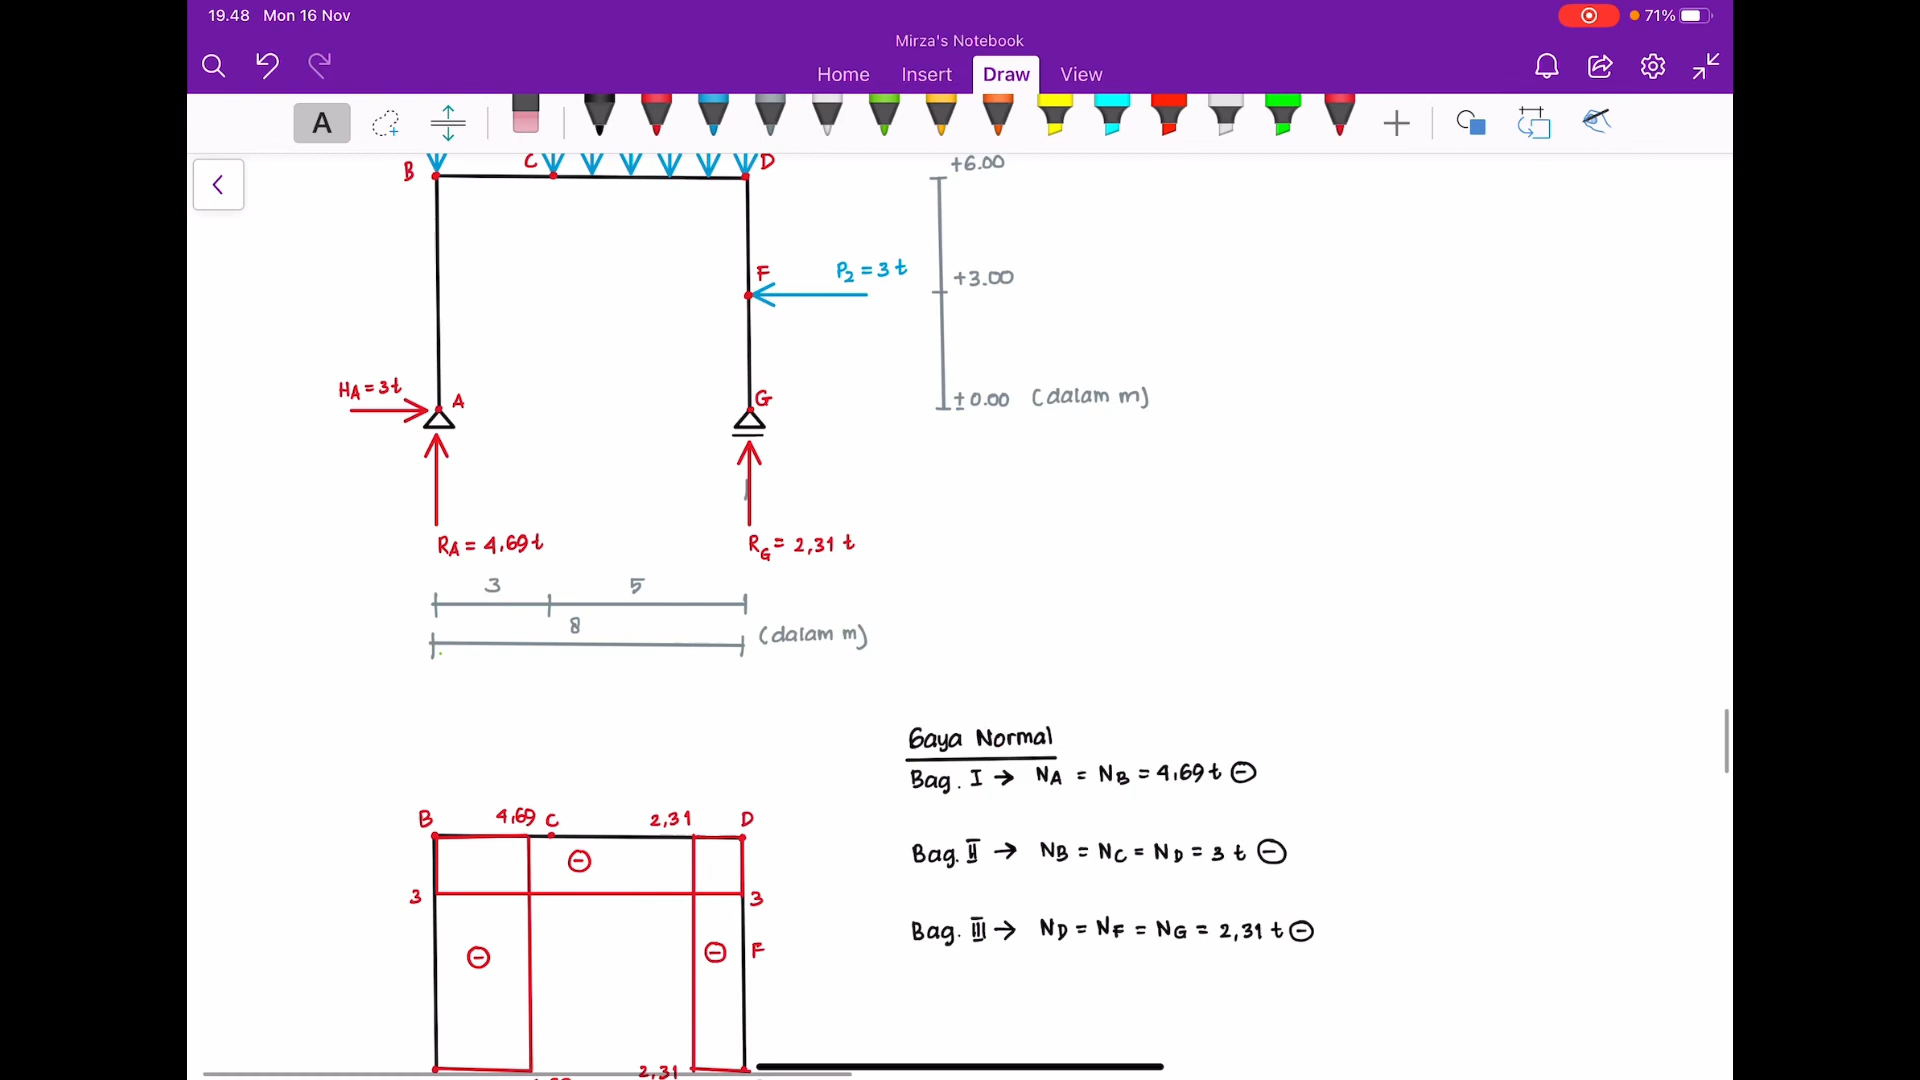 19.48 Mon 16 Nov
71%
Mirza's Notebook
Home Insert Draw View
A
B C D
+6.00
F
P2 = 3 t
+3.00
HA = 3t
A
G
±0.00 (dalam m)
RA = 4,69 t
RG = 2,31 t
3 5
8
(dalam m)
Gaya Normal
Bag. I → NA = NB = 4,69 t ⊖
B 4,69 C 2,31 D
Bag. II → NB = NC = ND = 3 t ⊖
⊖
3 3
Bag. III → ND = NF = NG = 2,31 t ⊖
⊖ ⊖ F
2,31